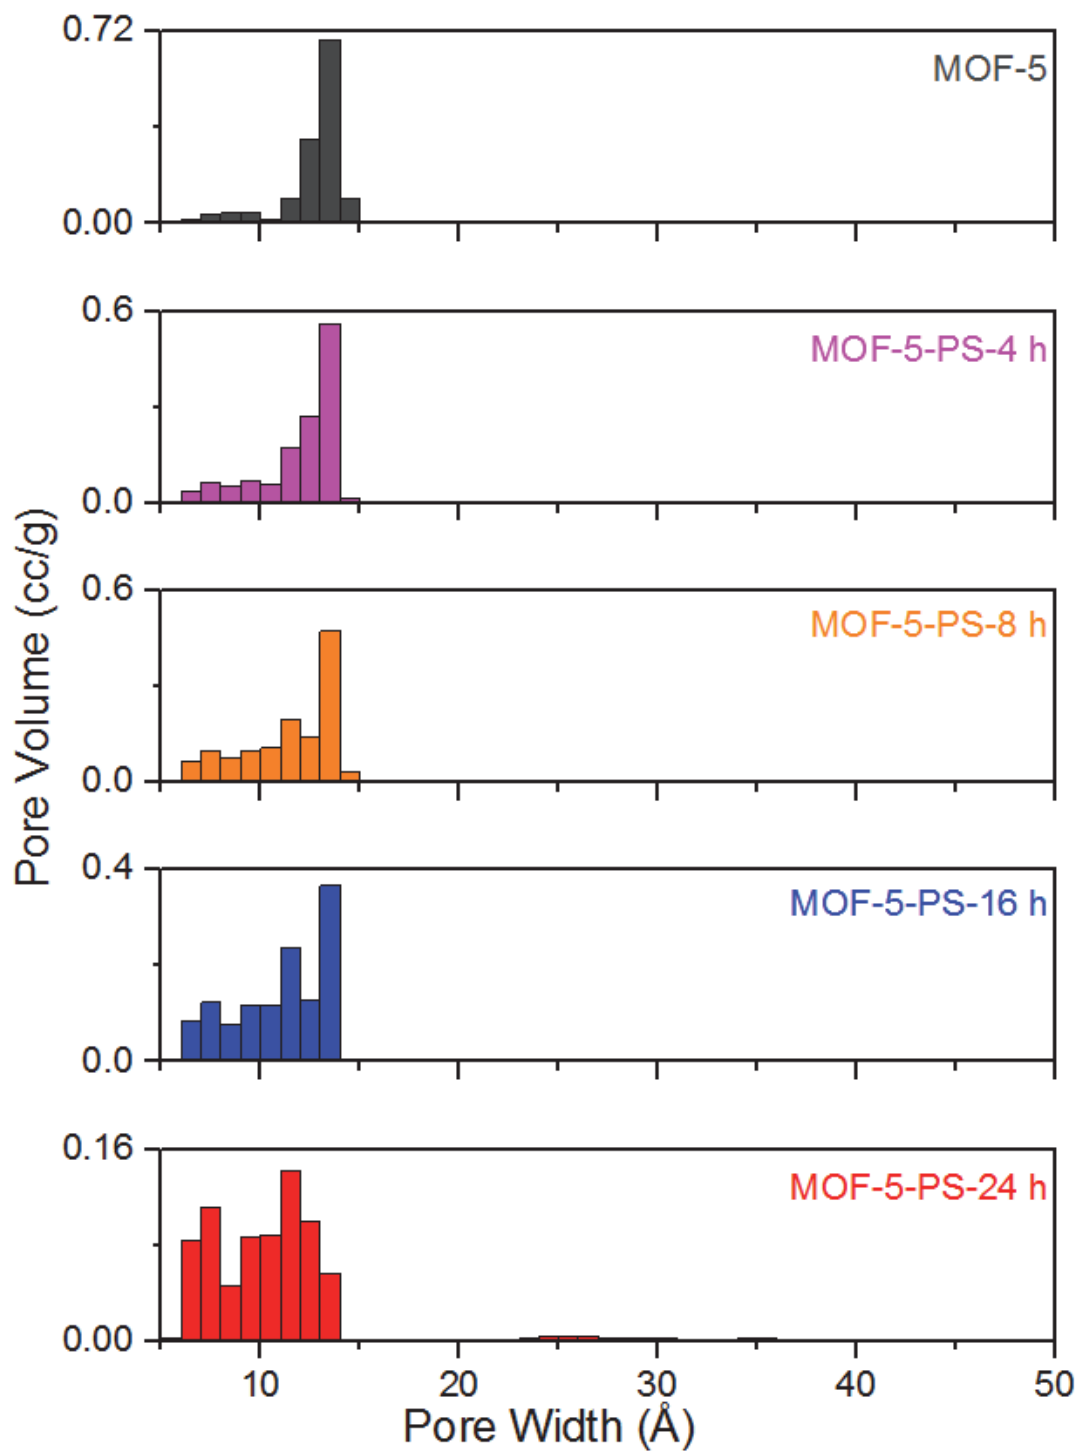 0.72
MOF-5
0.00
0.6
MOF-5-PS-4 h
0.0
0.6
MOF-5-PS-8 h
0.0
0.4
MOF-5-PS-16 h
0.0
0.16
MOF-5-PS-24 h
0.00
10 20 30 40 50
Pore Width (Å)
Pore Volume (cc/g)